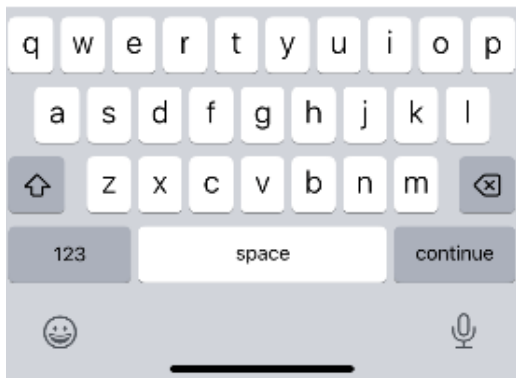 q w e r t y u i o p
a s d f g h j k l
z x c v b n m
123 space continue